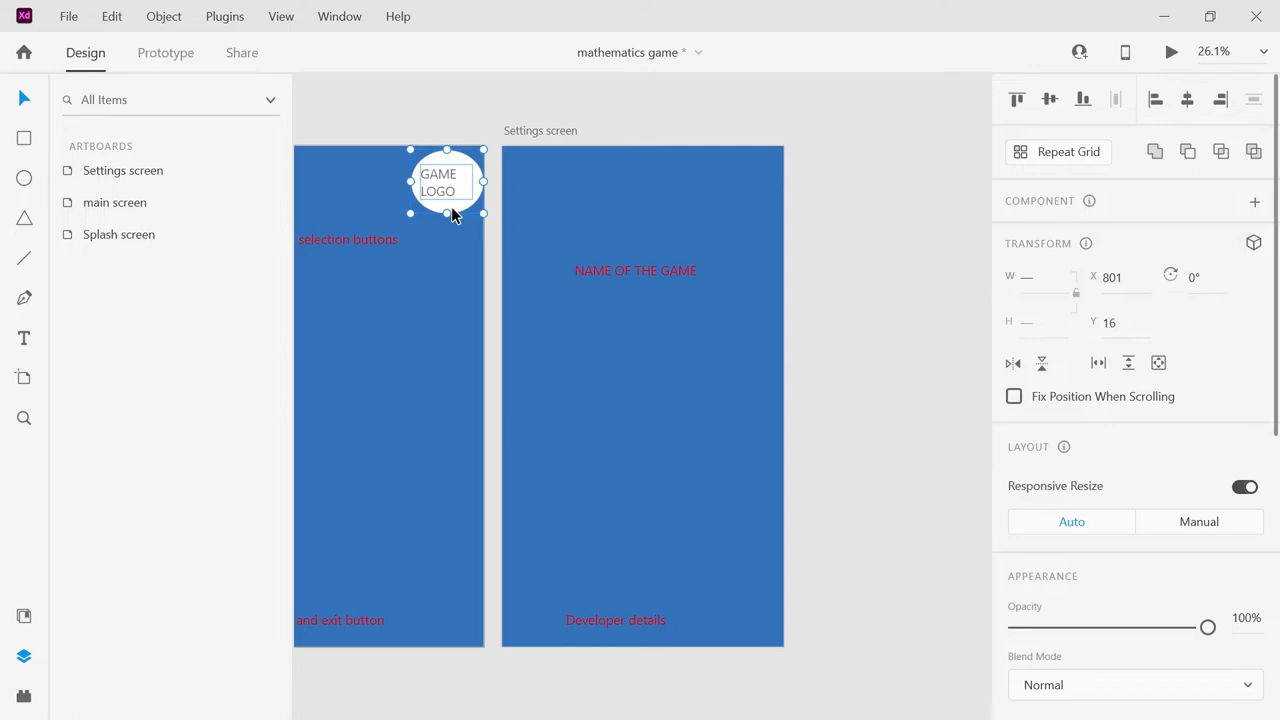 Xd File Edit Object Plugins View Window Help
Design Prototype Share mathematics game * 26.1%
All Items
ARTBOARDS
Settings screen
main screen
Splash screen
GAME
LOGO
selection buttons
and exit button
Settings screen
NAME OF THE GAME
Developer details
Repeat Grid
COMPONENT
TRANSFORM
W — X 801 0°
H — Y 16
Fix Position When Scrolling
LAYOUT
Responsive Resize
Auto Manual
APPEARANCE
Opacity
100%
Blend Mode
Normal